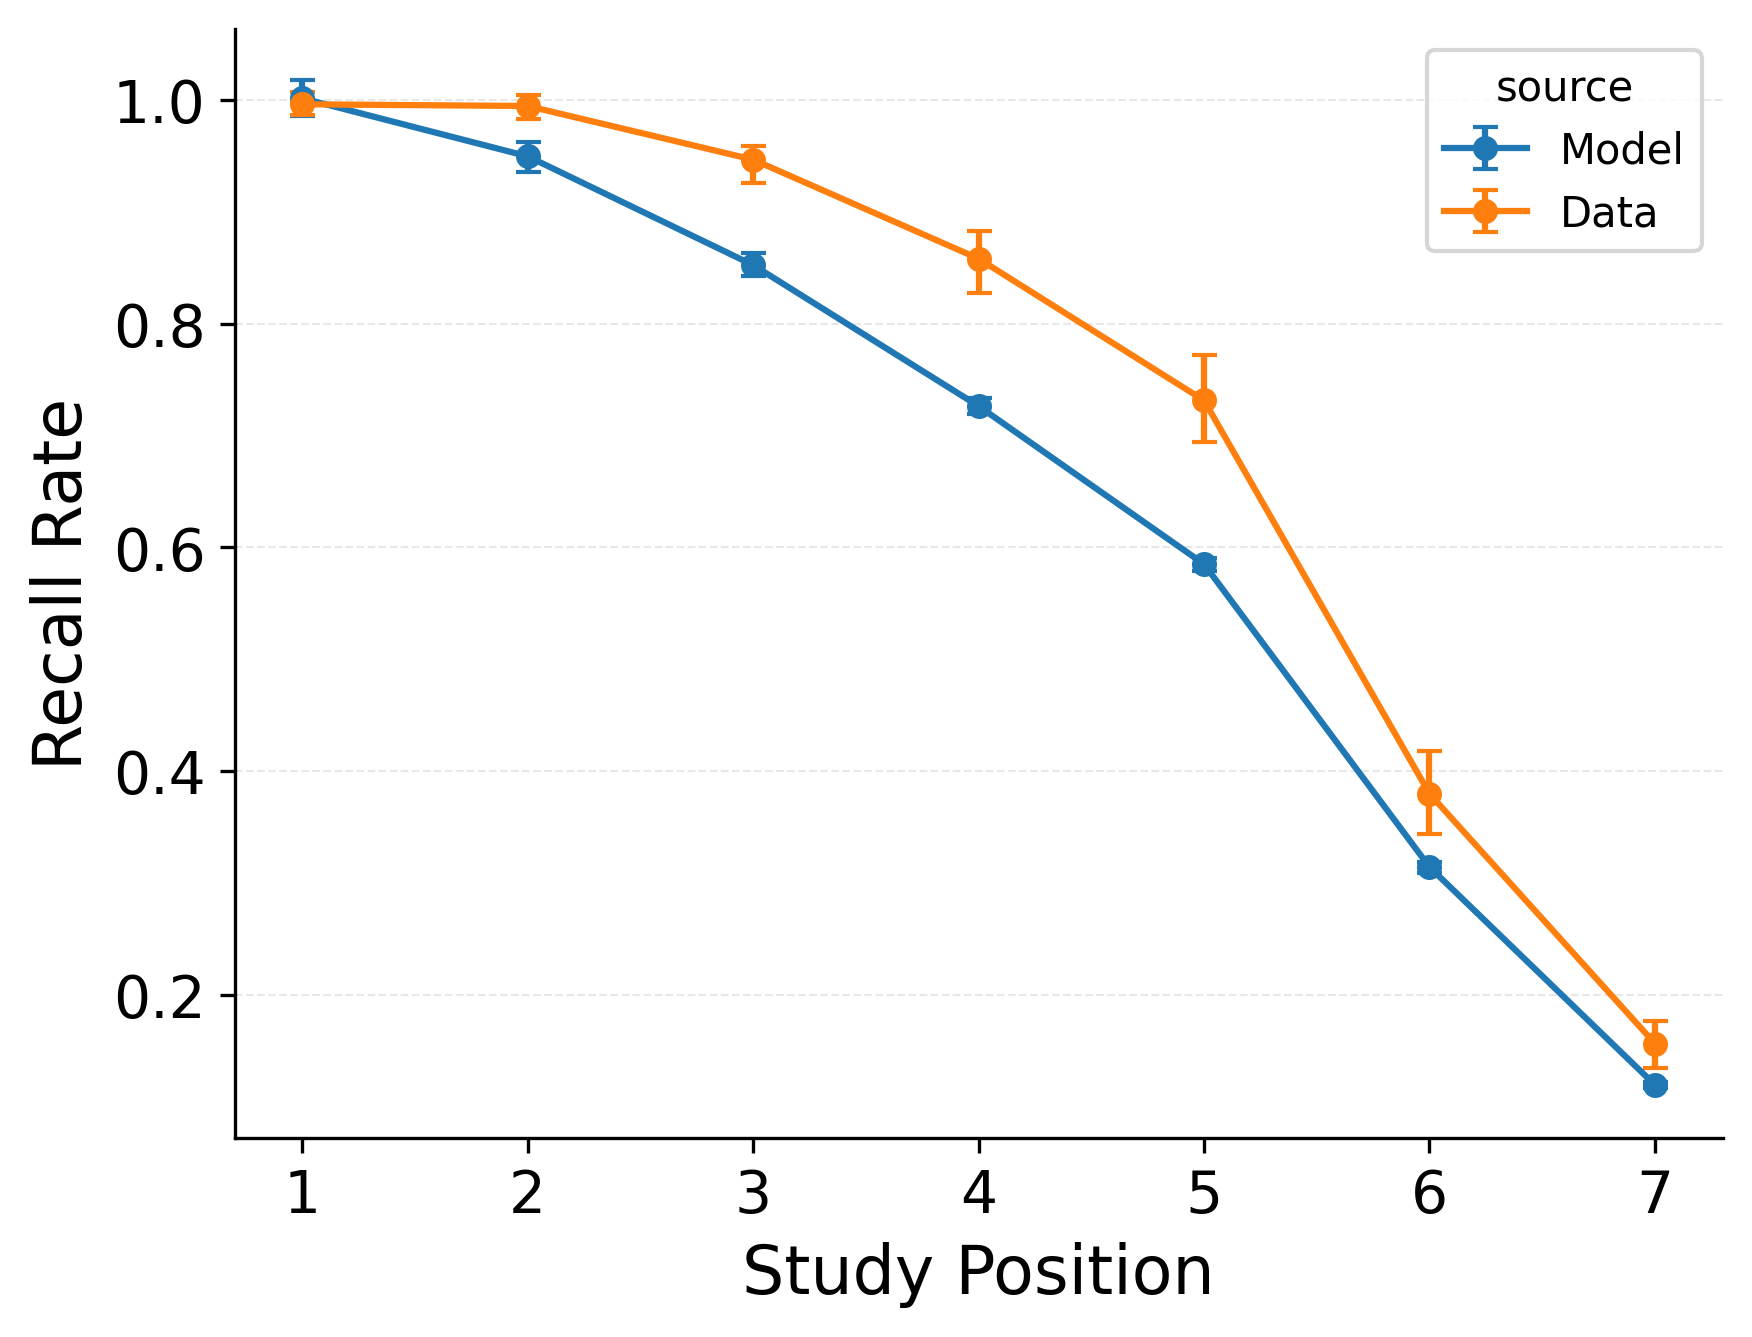 source
Model
Data
1.0
0.8
0.6
0.4
0.2
Recall Rate
1 2 3 4 5 6 7
Study Position